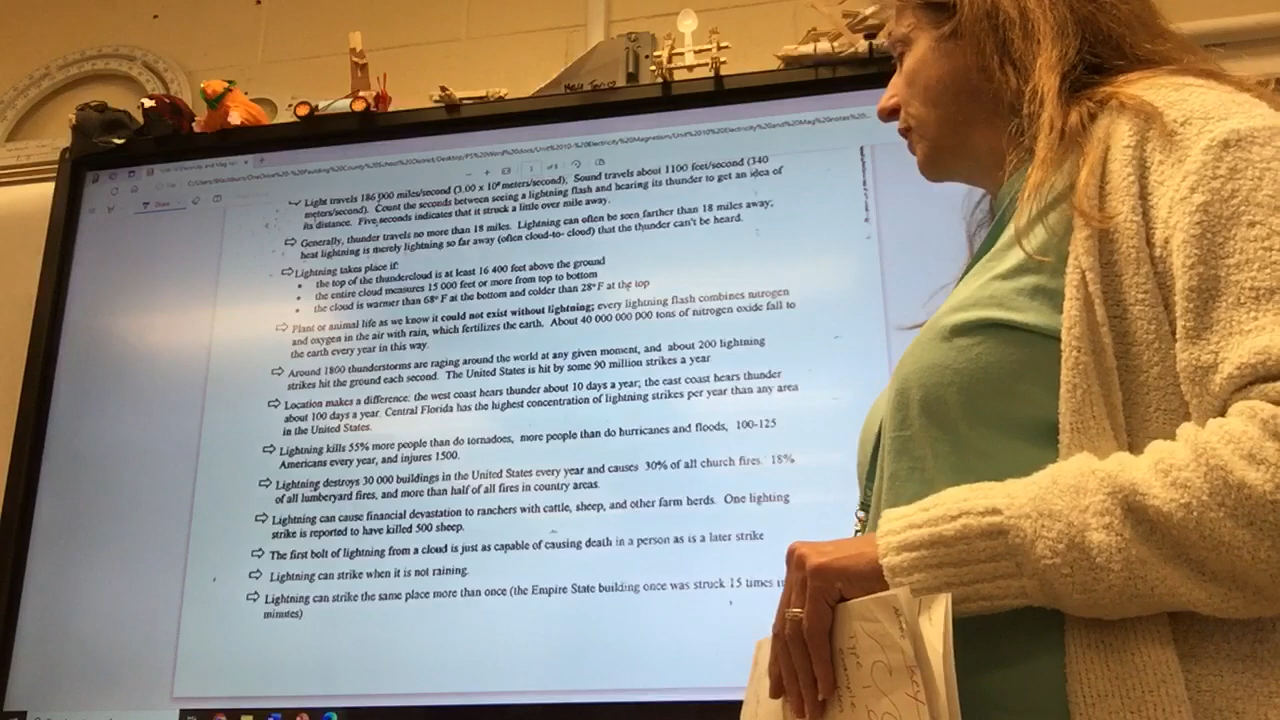 Light travels 186,000 miles/second (3.00 x 10⁸ meters/second). Sound travels about 1100 feet/second (340
meters/second). Count the seconds between seeing a lightning flash and hearing its thunder to get an idea of
its distance. Five seconds indicates that it struck a little over mile away.
⇨ Generally, thunder travels no more than 18 miles. Lightning can often be seen farther than 18 miles away;
heat lightning is merely lightning so far away (often cloud-to- cloud) that the thunder can't be heard.
⇨ Lightning takes place if:
• the top of the thundercloud is at least 16 400 feet above the ground
• the entire cloud measures 15 000 feet or more from top to bottom
• the cloud is warmer than 68° F at the bottom and colder than 28° F at the top
⇨ Plant or animal life as we know it could not exist without lightning; every lightning flash combines nitrogen
and oxygen in the air with rain, which fertilizes the earth. About 40 000 000 000 tons of nitrogen oxide fall to
the earth every year in this way.
⇨ Around 1800 thunderstorms are raging around the world at any given moment, and about 200 lightning
strikes hit the ground each second. The United States is hit by some 90 million strikes a year
⇨ Location makes a difference: the west coast hears thunder about 10 days a year; the east coast hears thunder
about 100 days a year. Central Florida has the highest concentration of lightning strikes per year than any area
in the United States.
⇨ Lightning kills 55% more people than do tornadoes, more people than do hurricanes and floods, 100-125
Americans every year, and injures 1500.
⇨ Lightning destroys 30 000 buildings in the United States every year and causes 30% of all church fires. 18%
of all lumberyard fires, and more than half of all fires in country areas.
⇨ Lightning can cause financial devastation to ranchers with cattle, sheep, and other farm herds. One lighting
strike is reported to have killed 500 sheep.
⇨ The first bolt of lightning from a cloud is just as capable of causing death in a person as is a later strike
⇨ Lightning can strike when it is not raining.
⇨ Lightning can strike the same place more than once (the Empire State building once was struck 15 times
minutes)
Draw